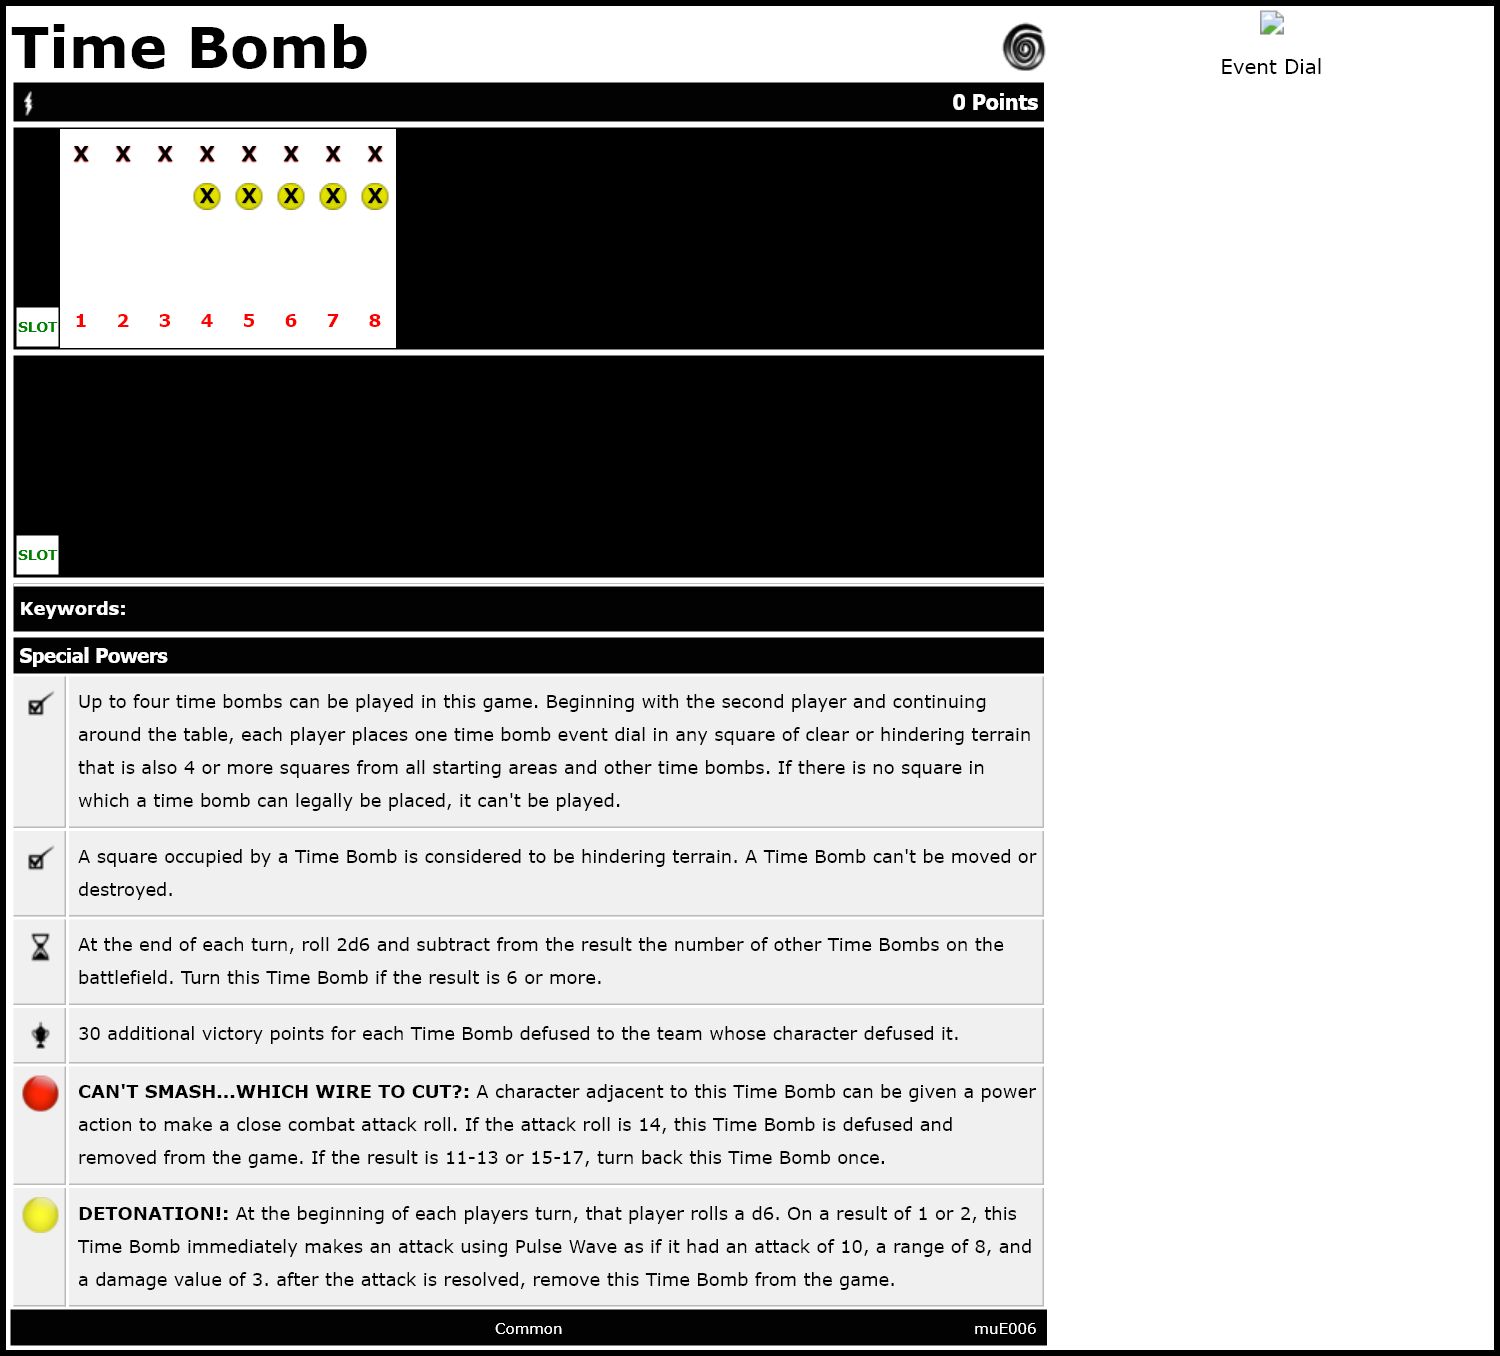 Time Bomb
Event Dial
0 Points
X X X X X X X X
X X X X X
SLOT 1 2 3 4 5 6 7 8
SLOT
Keywords:
Special Powers
Up to four time bombs can be played in this game. Beginning with the second player and continuing
around the table, each player places one time bomb event dial in any square of clear or hindering terrain
that is also 4 or more squares from all starting areas and other time bombs. If there is no square in
which a time bomb can legally be placed, it can't be played.
A square occupied by a Time Bomb is considered to be hindering terrain. A Time Bomb can't be moved or
destroyed.
At the end of each turn, roll 2d6 and subtract from the result the number of other Time Bombs on the
battlefield. Turn this Time Bomb if the result is 6 or more.
30 additional victory points for each Time Bomb defused to the team whose character defused it.
CAN'T SMASH...WHICH WIRE TO CUT?: A character adjacent to this Time Bomb can be given a power
action to make a close combat attack roll. If the attack roll is 14, this Time Bomb is defused and
removed from the game. If the result is 11-13 or 15-17, turn back this Time Bomb once.
DETONATION!: At the beginning of each players turn, that player rolls a d6. On a result of 1 or 2, this
Time Bomb immediately makes an attack using Pulse Wave as if it had an attack of 10, a range of 8, and
a damage value of 3. after the attack is resolved, remove this Time Bomb from the game.
Common
muE006